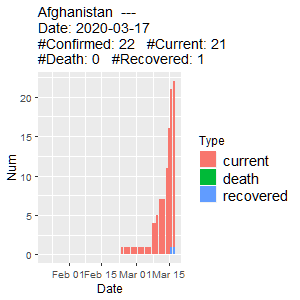 Afghanistan  ---
Date: 2020-03-17
#Confirmed: 22   #Current: 21
#Death: 0   #Recovered: 1
20
15
10
5
0
Num
Feb 01 Feb 15 Mar 01 Mar 15
Date
Type
current
death
recovered